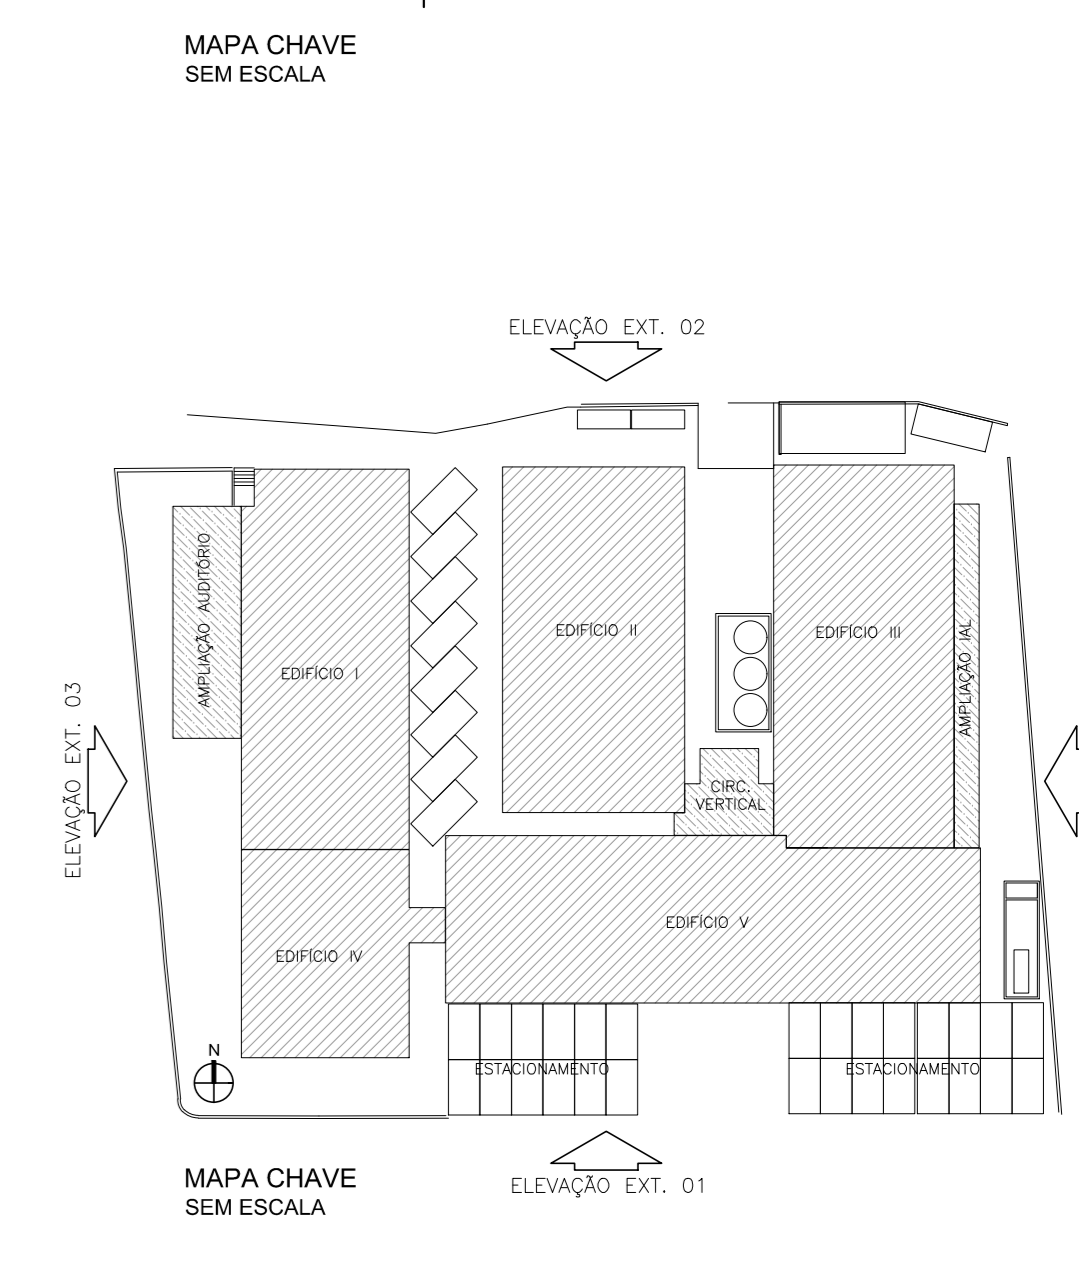 MAPA CHAVE
SEM ESCALA
ELEVAÇÃO EXT. 02
AMPLIAÇÃO AUDITÓRIO
EDIFÍCIO I
EDIFÍCIO II
EDIFÍCIO III
AMPLIAÇÃO IAL
ELEVAÇÃO EXT. 03
CIRC.
VERTICAL
EDIFÍCIO V
EDIFÍCIO IV
N
ESTACIONAMENTO
ESTACIONAMENTO
MAPA CHAVE
SEM ESCALA
ELEVAÇÃO EXT. 01